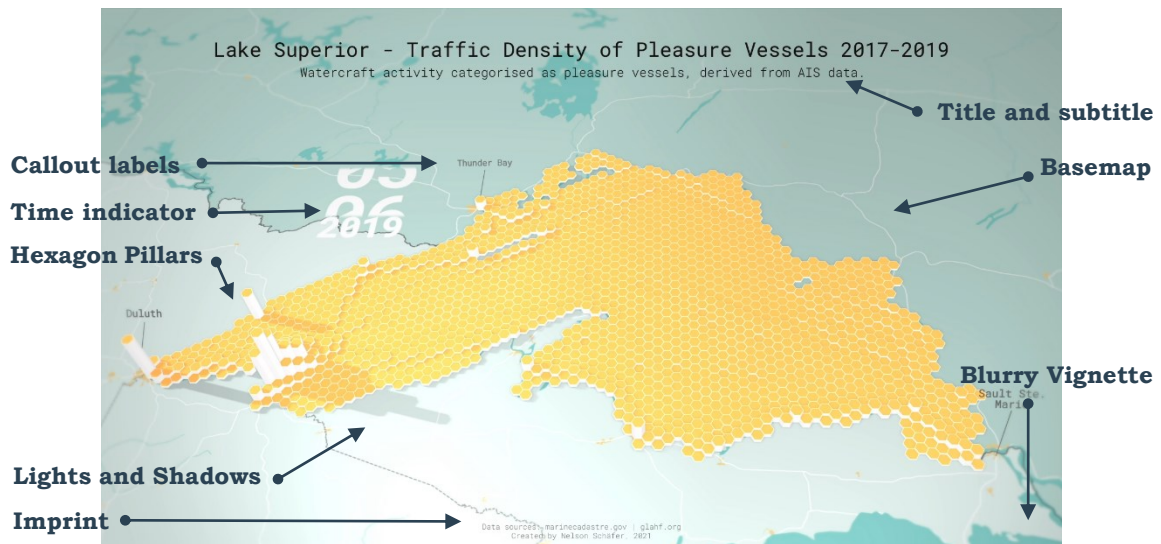 Lake Superior - Traffic Density of Pleasure Vessels 2017-2019
Watercraft activity categorised as pleasure vessels, derived from AIS data.
Title and subtitle
Callout labels
Thunder Bay
Basemap
05
Time indicator
06
2019
Hexagon Pillars
Duluth
Blurry Vignette
Sault Ste.
Marie
Lights and Shadows
Imprint
Data sources: marinecadastre.gov | glahf.org
Created by Nelson Schäfer, 2021